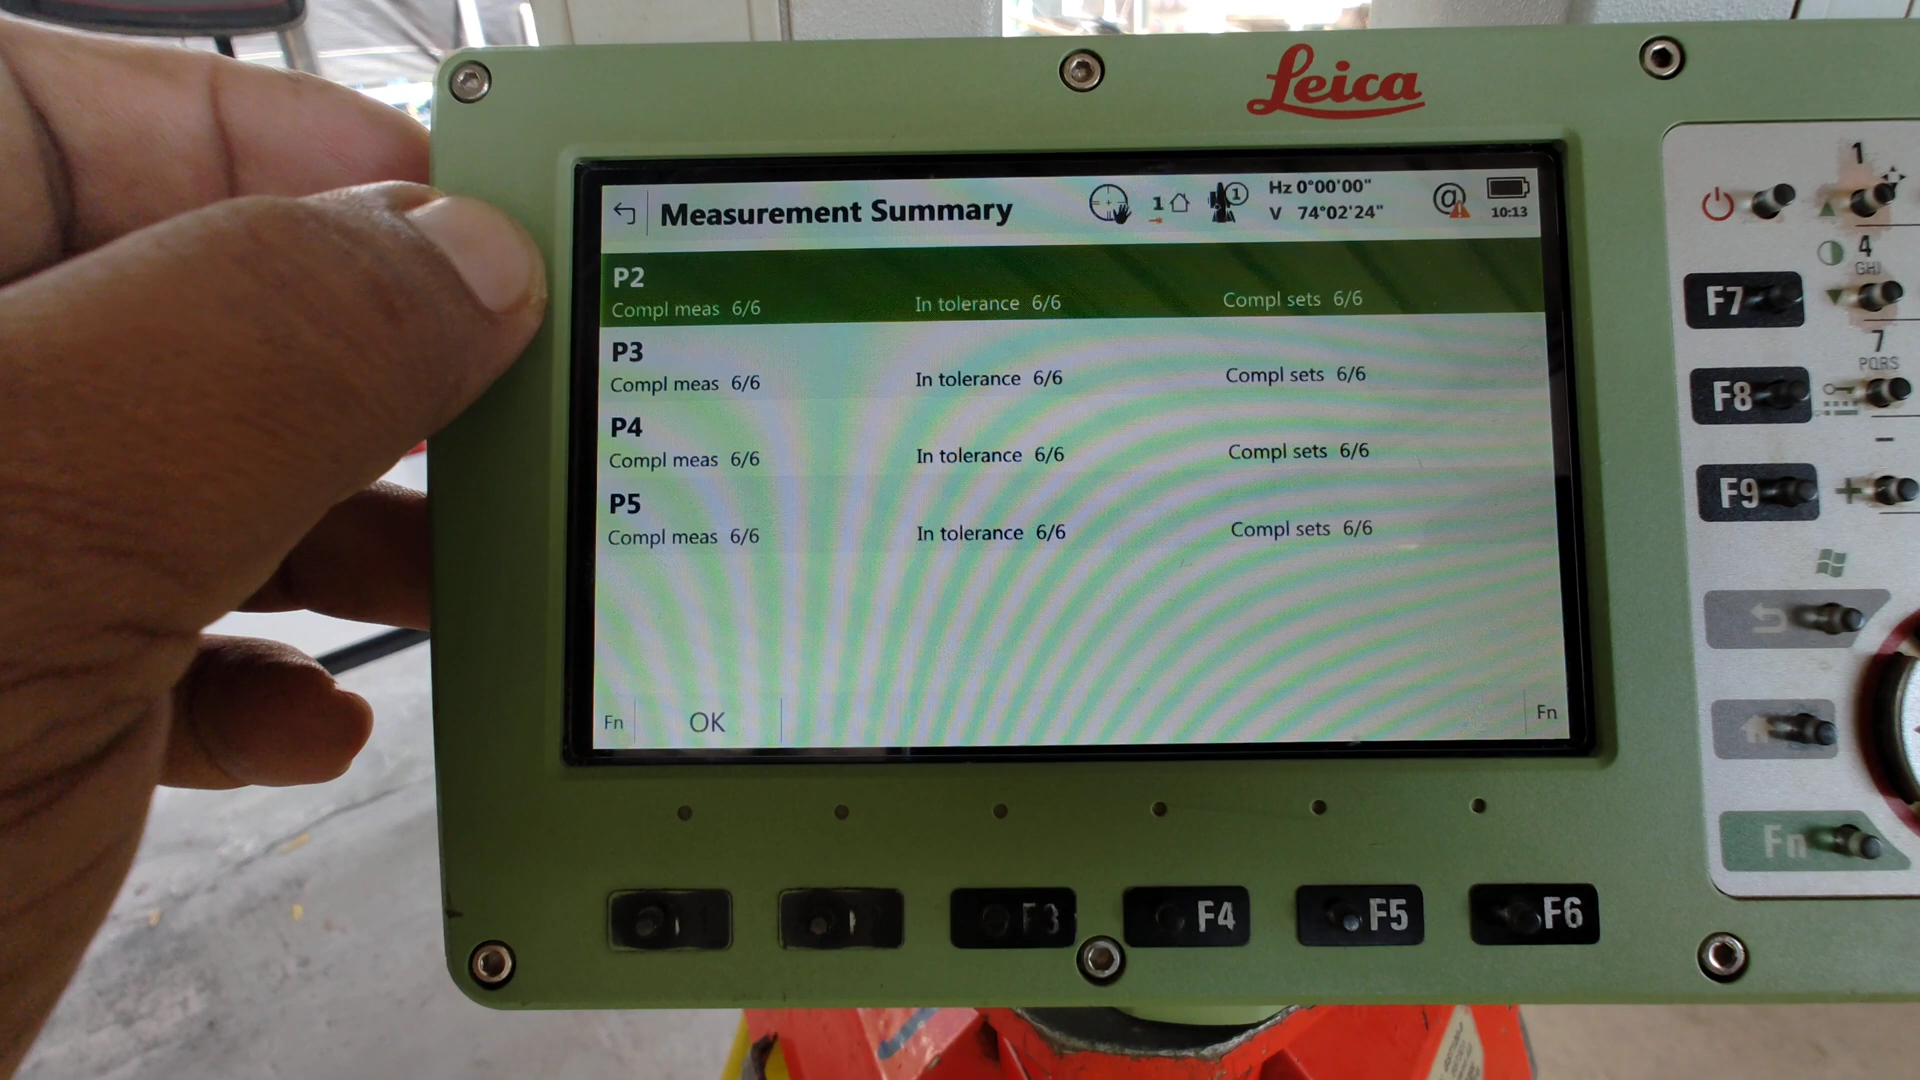 Leica
Measurement Summary
1
1
Hz 0°00'00"
V 74°02'24"
@
10:13
P2
Compl meas 6/6 In tolerance 6/6 Compl sets 6/6
P3
Compl meas 6/6 In tolerance 6/6 Compl sets 6/6
P4
Compl meas 6/6 In tolerance 6/6 Compl sets 6/6
P5
Compl meas 6/6 In tolerance 6/6 Compl sets 6/6
Fn OK Fn
1
4
GHI
F7
7
PQRS
F8
F9
+
Fn
F3 F4 F5 F6